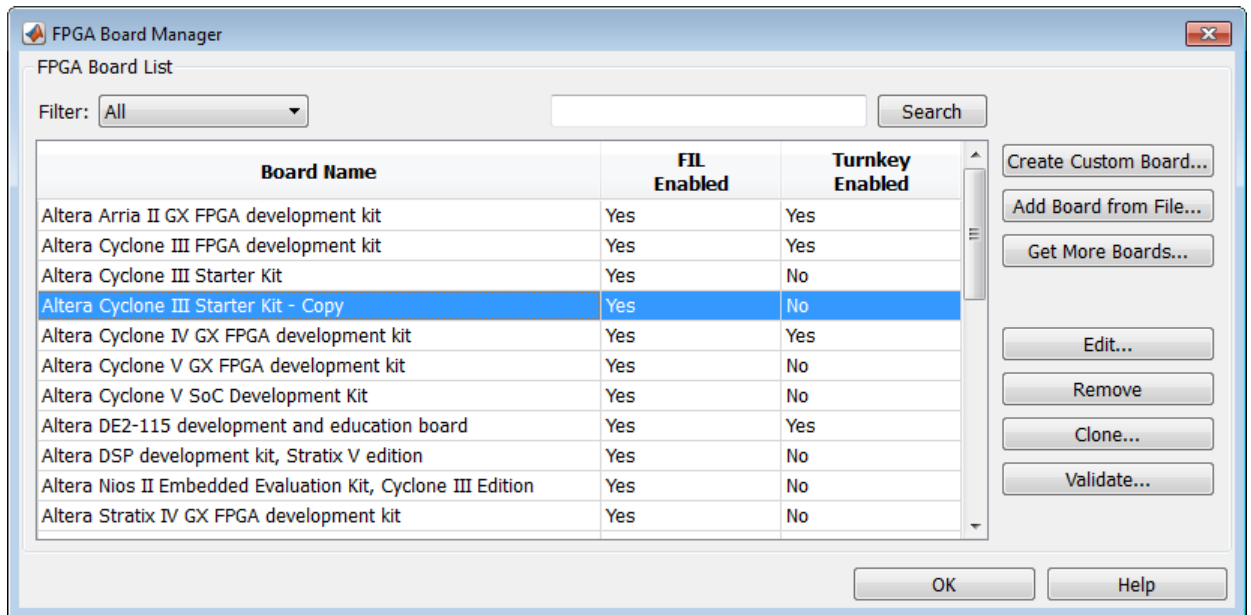 FPGA Board Manager
FPGA Board List
Filter: All Search
Board Name FIL Enabled Turnkey Enabled
Altera Arria II GX FPGA development kit Yes Yes
Altera Cyclone III FPGA development kit Yes Yes
Altera Cyclone III Starter Kit Yes No
Altera Cyclone III Starter Kit - Copy Yes No
Altera Cyclone IV GX FPGA development kit Yes Yes
Altera Cyclone V GX FPGA development kit Yes No
Altera Cyclone V SoC Development Kit Yes No
Altera DE2-115 development and education board Yes Yes
Altera DSP development kit, Stratix V edition Yes No
Altera Nios II Embedded Evaluation Kit, Cyclone III Edition Yes No
Altera Stratix IV GX FPGA development kit Yes No
Create Custom Board...
Add Board from File...
Get More Boards...
Edit...
Remove
Clone...
Validate...
OK Help